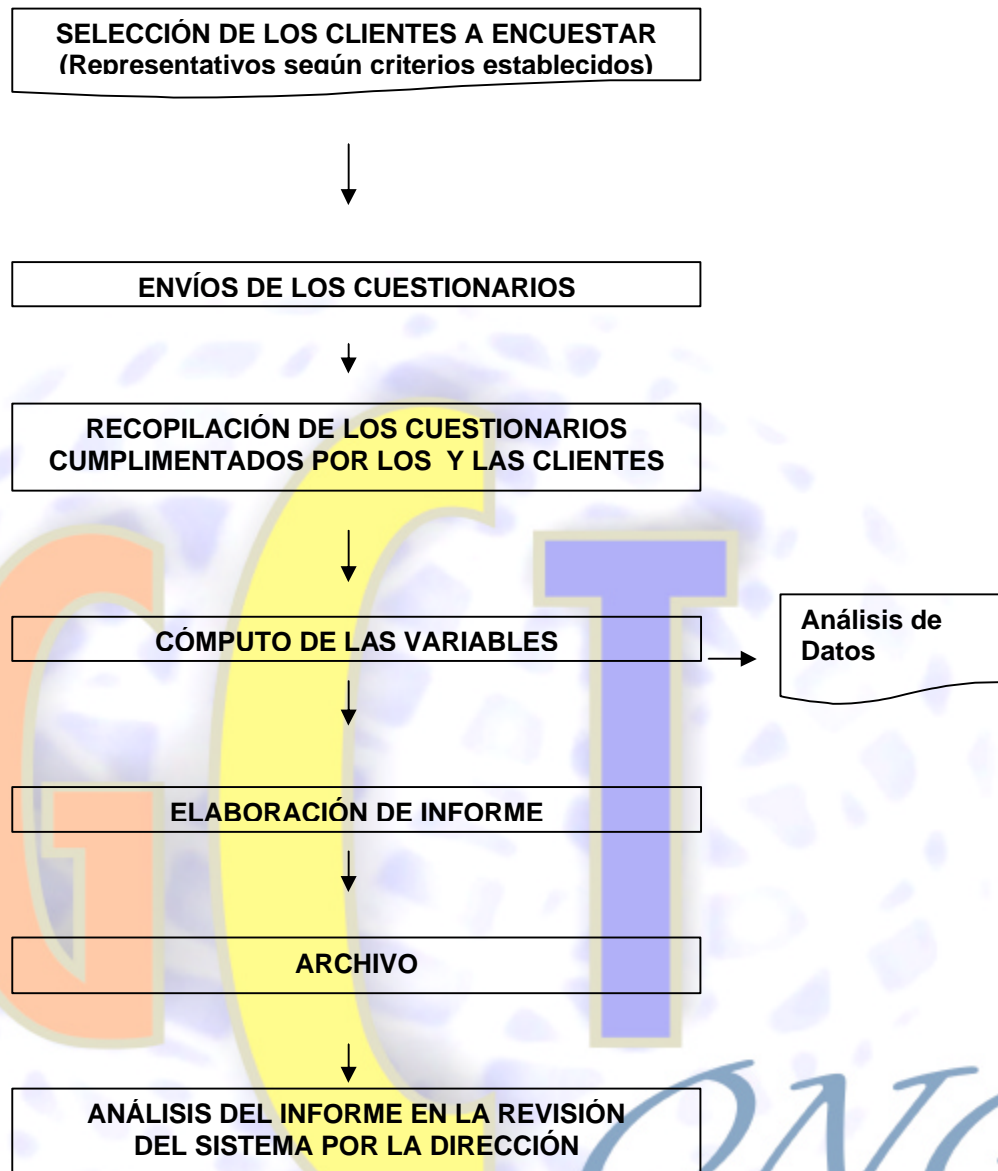 SELECCIÓN DE LOS CLIENTES A ENCUESTAR
(Representativos según criterios establecidos)
ENVÍOS DE LOS CUESTIONARIOS
RECOPILACIÓN DE LOS CUESTIONARIOS
CUMPLIMENTADOS POR LOS Y LAS CLIENTES
CÓMPUTO DE LAS VARIABLES
Análisis de
Datos
ELABORACIÓN DE INFORME
ARCHIVO
ANÁLISIS DEL INFORME EN LA REVISIÓN
DEL SISTEMA POR LA DIRECCIÓN
GCT